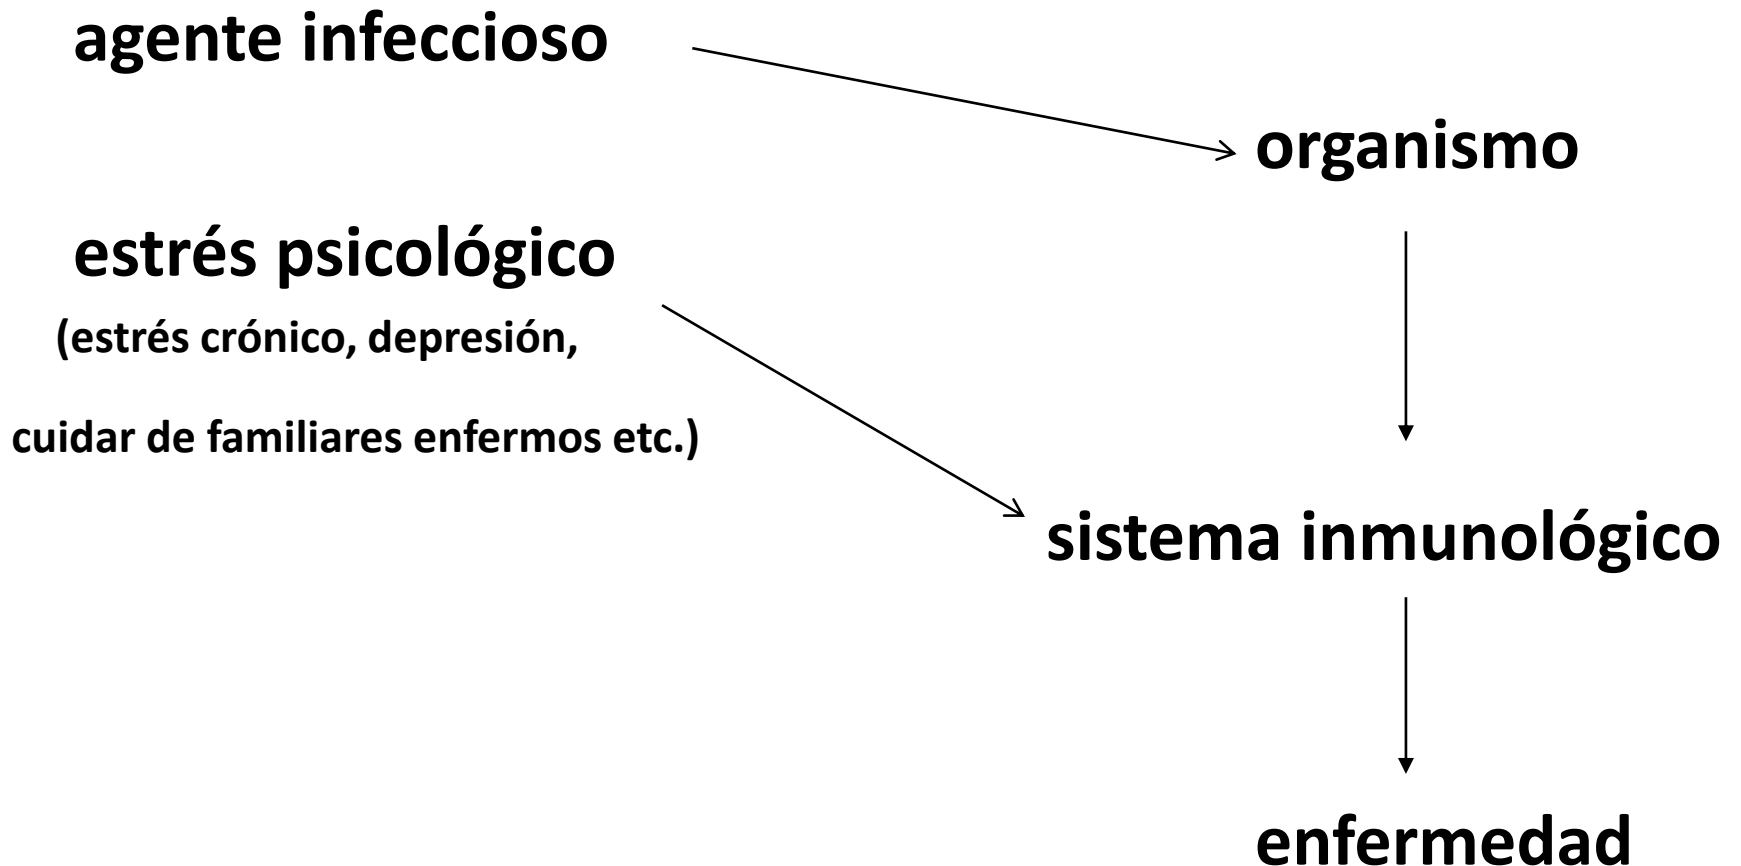 agente infeccioso
organismo
estrés psicológico
(estrés crónico, depresión,
cuidar de familiares enfermos etc.)
sistema inmunológico
enfermedad